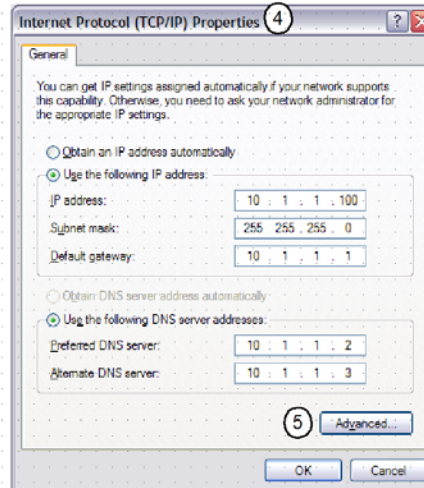 Internet Protocol (TCP/IP) Properties 4
General
You can get IP settings assigned automatically if your network supports
this capability. Otherwise, you need to ask your network administrator for
the appropriate IP settings.
Obtain an IP address automatically
Use the following IP address:
IP address: 10 . 1 . 1 . 100
Subnet mask: 255 . 255 . 255 . 0
Default gateway: 10 . 1 . 1 . 1
Obtain DNS server address automatically
Use the following DNS server addresses:
Preferred DNS server: 10 . 1 . 1 . 2
Alternate DNS server: 10 . 1 . 1 . 3
5 Advanced...
OK Cancel